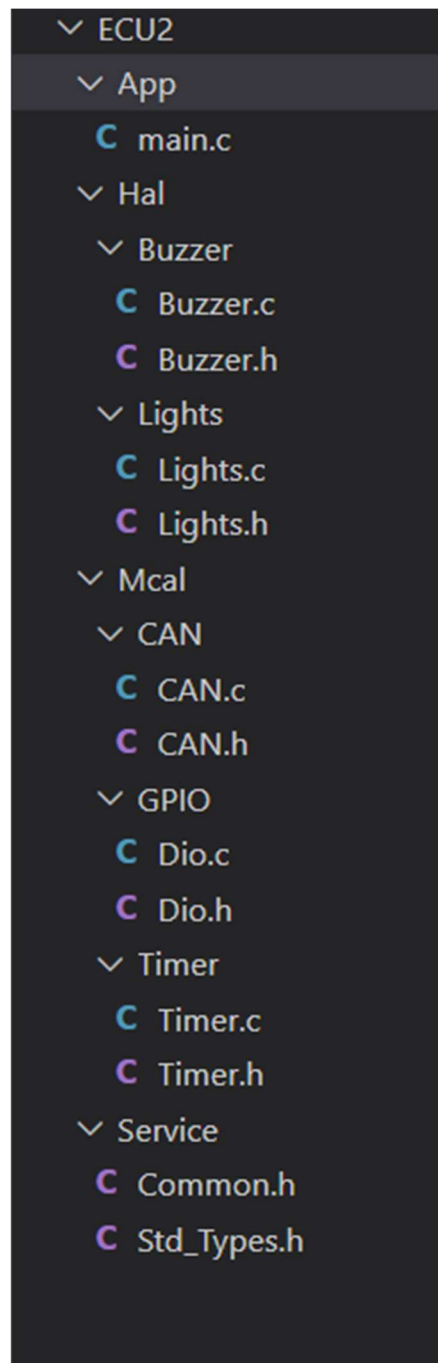 ECU2
App
C main.c
Hal
Buzzer
C Buzzer.c
C Buzzer.h
Lights
C Lights.c
C Lights.h
Mcal
CAN
C CAN.c
C CAN.h
GPIO
C Dio.c
C Dio.h
Timer
C Timer.c
C Timer.h
Service
C Common.h
C Std_Types.h